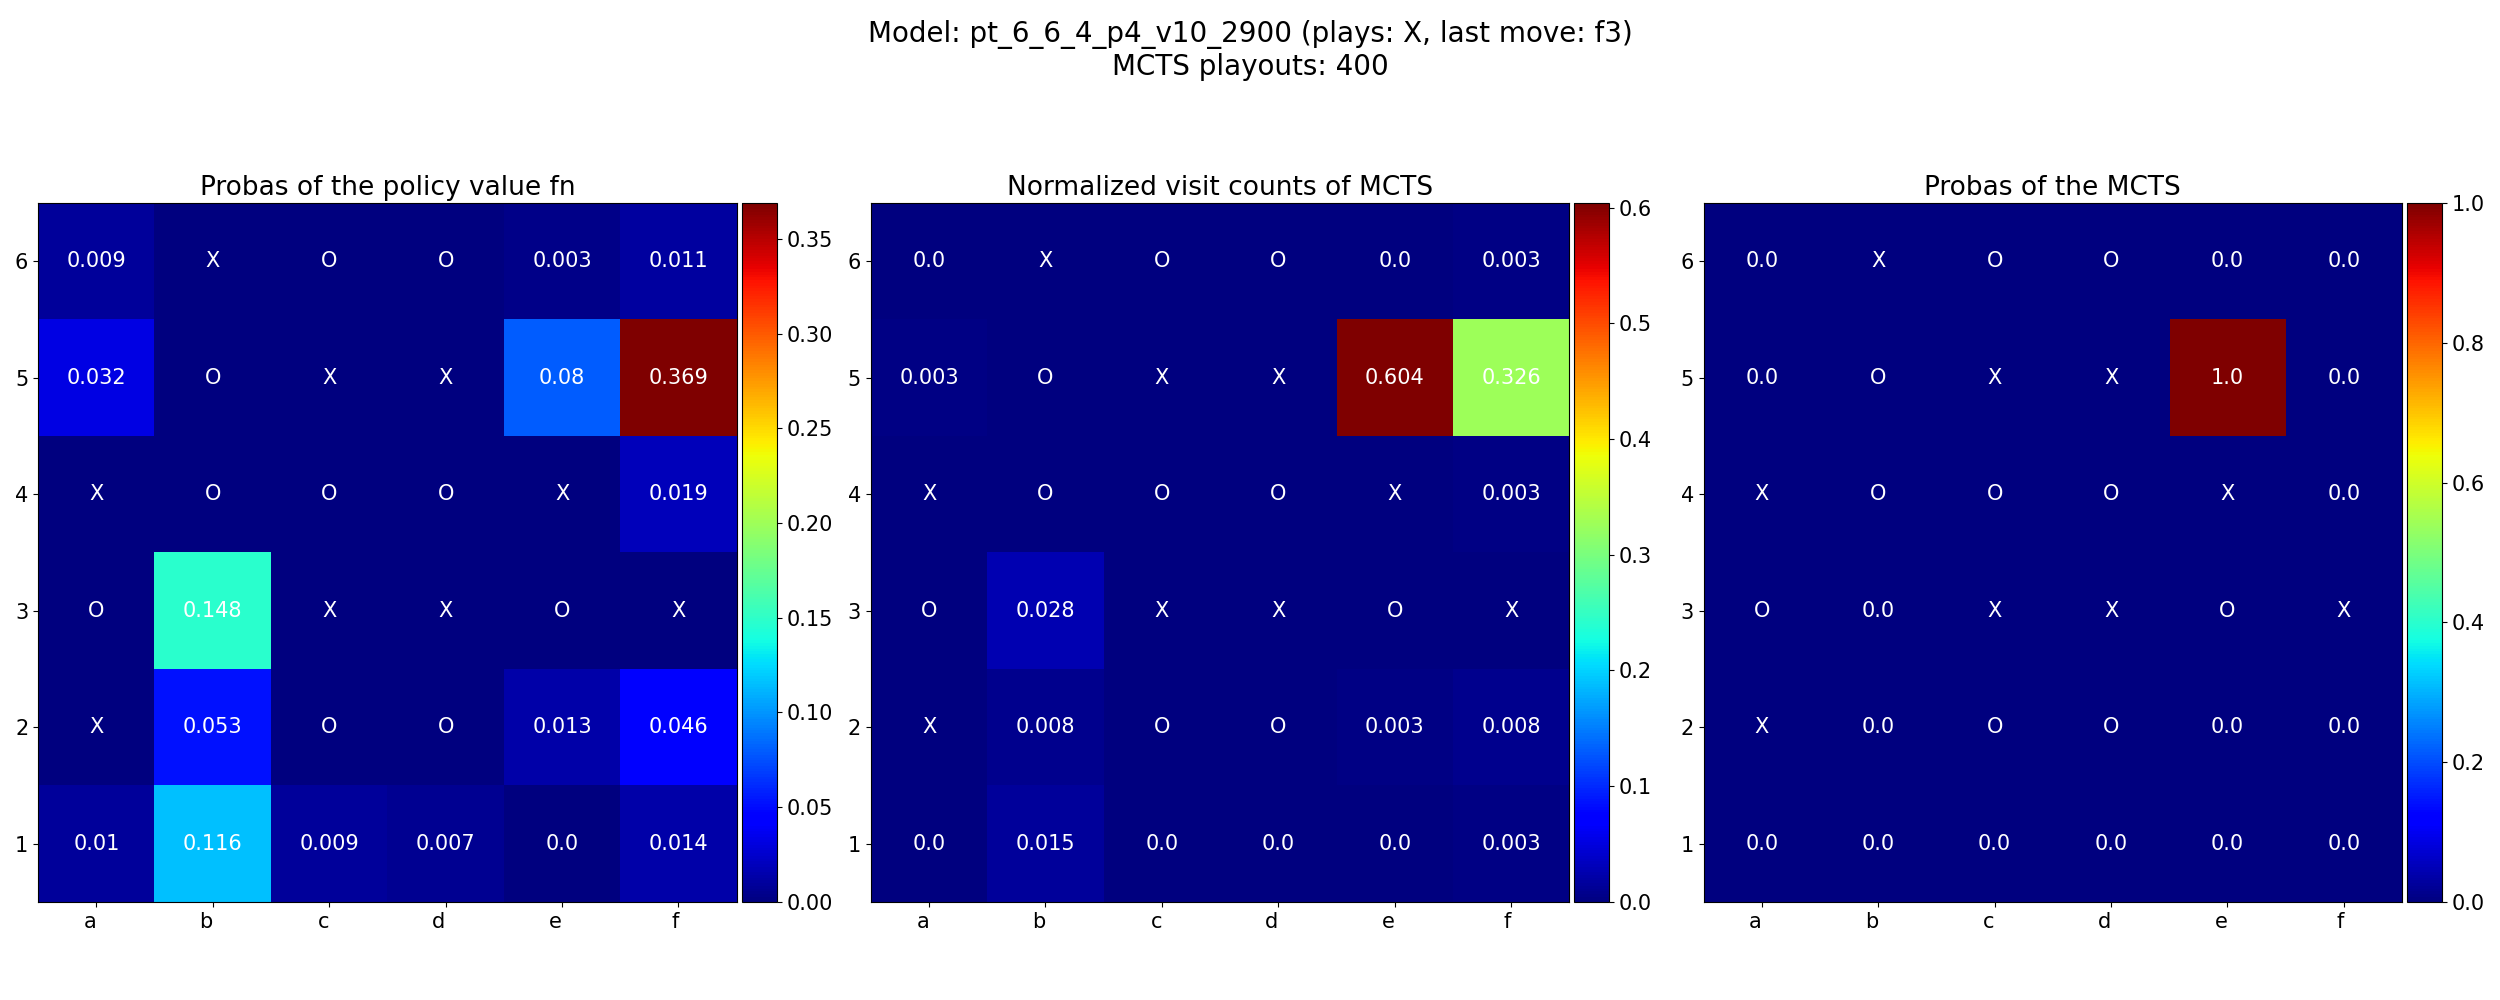 Model: pt_6_6_4_p4_v10_2900 (plays: X, last move: f3)
MCTS playouts: 400
Probas of the policy value fn
6 0.009 X O O 0.003 0.011
5 0.032 O X X 0.08 0.369
4 X O O O X 0.019
3 O 0.148 X X O X
2 X 0.053 O O 0.013 0.046
1 0.01 0.116 0.009 0.007 0.0 0.014
a b c d e f
0.35
0.30
0.25
0.20
0.15
0.10
0.05
0.00
Normalized visit counts of MCTS
6 0.0 X O O 0.0 0.003
5 0.003 O X X 0.604 0.326
4 X O O O X 0.003
3 O 0.028 X X O X
2 X 0.008 O O 0.003 0.008
1 0.0 0.015 0.0 0.0 0.0 0.003
a b c d e f
0.6
0.5
0.4
0.3
0.2
0.1
0.0
Probas of the MCTS
6 0.0 X O O 0.0 0.0
5 0.0 O X X 1.0 0.0
4 X O O O X 0.0
3 O 0.0 X X O X
2 X 0.0 O O 0.0 0.0
1 0.0 0.0 0.0 0.0 0.0 0.0
a b c d e f
1.0
0.8
0.6
0.4
0.2
0.0